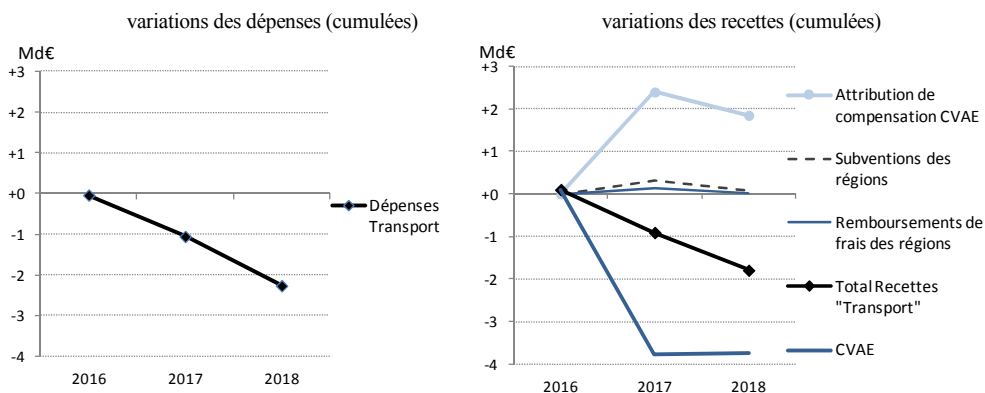 variations des dépenses (cumulées)
Md€
+3
+2
+1
+0
-1
-2
-3
-4
2016
2017
2018
Dépenses
Transport
variations des recettes (cumulées)
Md€
+3
+2
+1
+0
-1
-2
-3
-4
2016
2017
2018
Attribution de
compensation CVAE
Subventions des
régions
Remboursements de
frais des régions
Total Recettes
"Transport"
CVAE